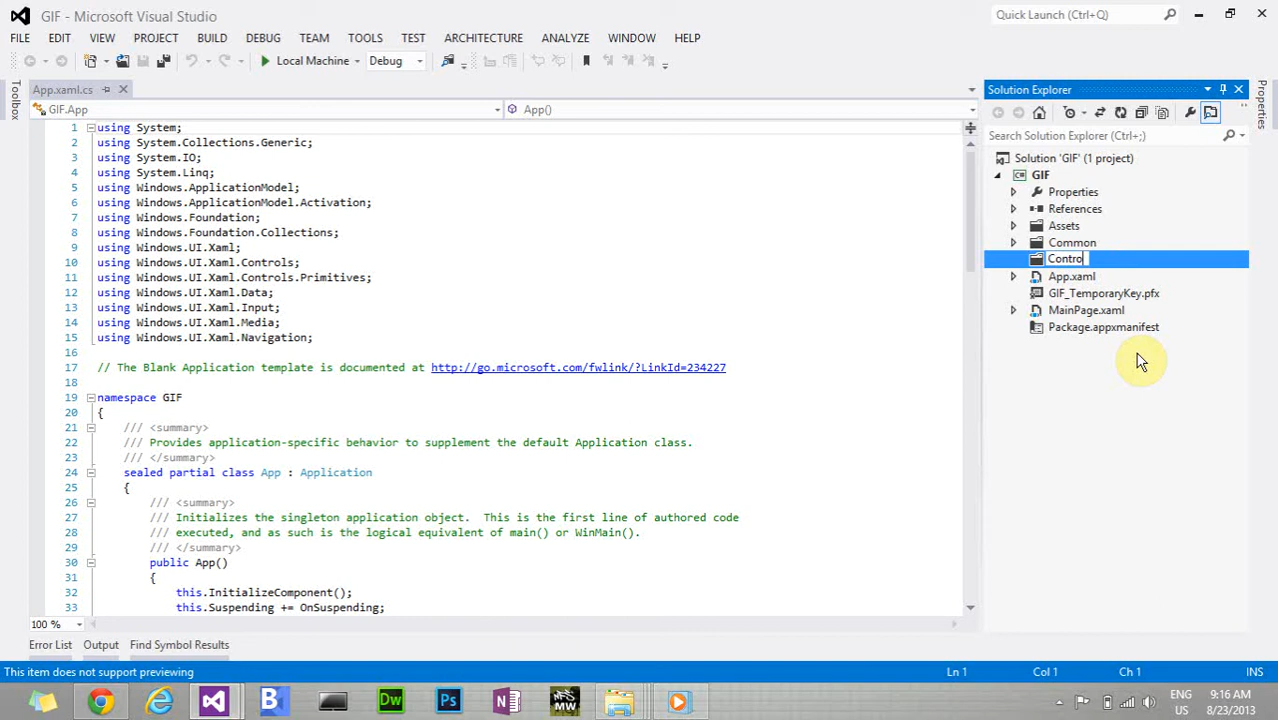 GIF - Microsoft Visual Studio
Quick Launch (Ctrl+Q)
FILE EDIT VIEW PROJECT BUILD DEBUG TEAM TOOLS TEST ARCHITECTURE ANALYZE WINDOW HELP
Local Machine Debug
Toolbox
App.xaml.cs
GIF.App
App()
1 using System;
2 using System.Collections.Generic;
3 using System.IO;
4 using System.Linq;
5 using Windows.ApplicationModel;
6 using Windows.ApplicationModel.Activation;
7 using Windows.Foundation;
8 using Windows.Foundation.Collections;
9 using Windows.UI.Xaml;
10 using Windows.UI.Xaml.Controls;
11 using Windows.UI.Xaml.Controls.Primitives;
12 using Windows.UI.Xaml.Data;
13 using Windows.UI.Xaml.Input;
14 using Windows.UI.Xaml.Media;
15 using Windows.UI.Xaml.Navigation;
16
17 // The Blank Application template is documented at http://go.microsoft.com/fwlink/?LinkId=234227
18
19 namespace GIF
20 {
21 /// <summary>
22 /// Provides application-specific behavior to supplement the default Application class.
23 /// </summary>
24 sealed partial class App : Application
25 {
26 /// <summary>
27 /// Initializes the singleton application object.  This is the first line of authored code
28 /// executed, and as such is the logical equivalent of main() or WinMain().
29 /// </summary>
30 public App()
31 {
32 this.InitializeComponent();
33 this.Suspending += OnSuspending;
100 %
Solution Explorer
Search Solution Explorer (Ctrl+;)
Solution 'GIF' (1 project)
C# GIF
Properties
References
Assets
Common
Contro
App.xaml
GIF_TemporaryKey.pfx
MainPage.xaml
Package.appxmanifest
Properties
Error List Output Find Symbol Results
This item does not support previewing
Ln 1 Col 1 Ch 1 INS
B Dw Ps N MW
ENG
US
9:16 AM
8/23/2013